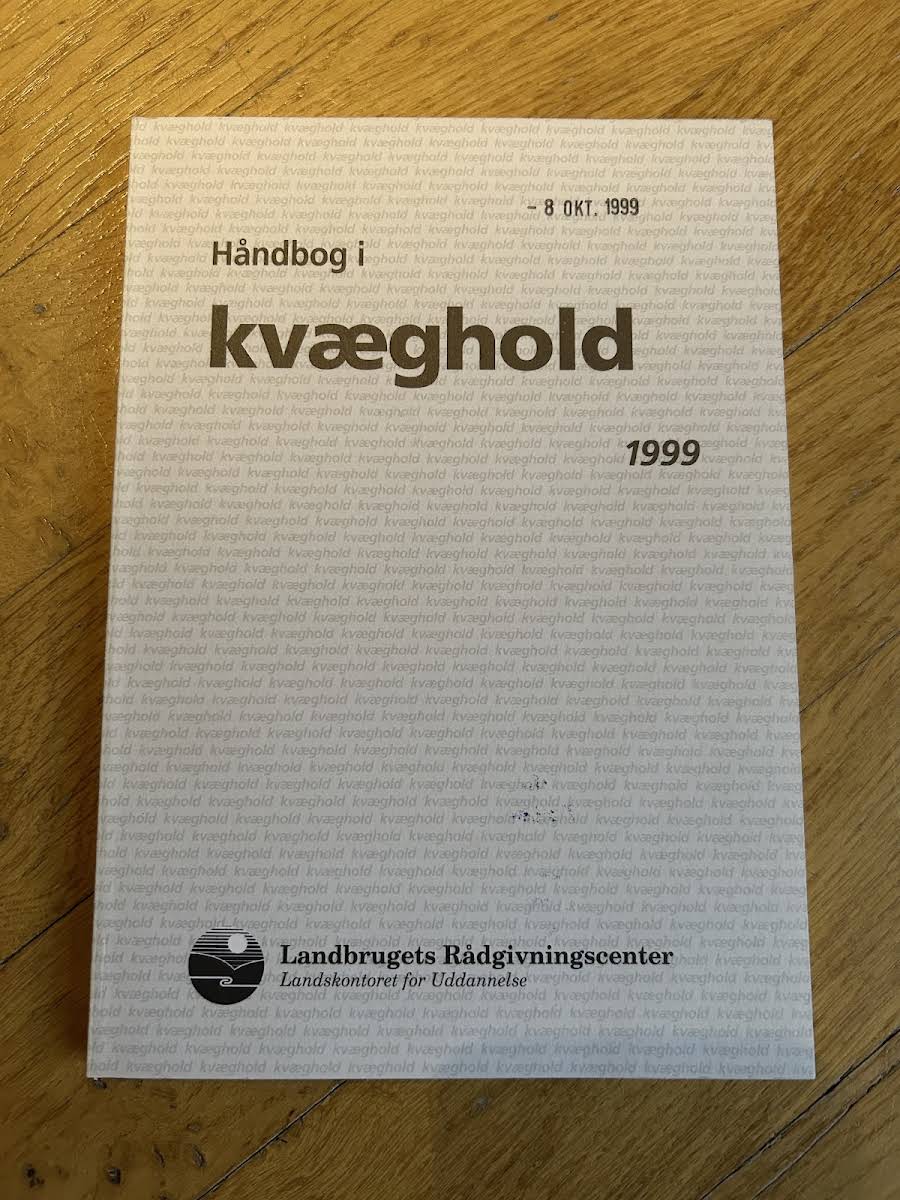 - 8 OKT. 1999
Håndbog i
kvæghold
1999
Landbrugets Rådgivningscenter
Landskontoret for Uddannelse